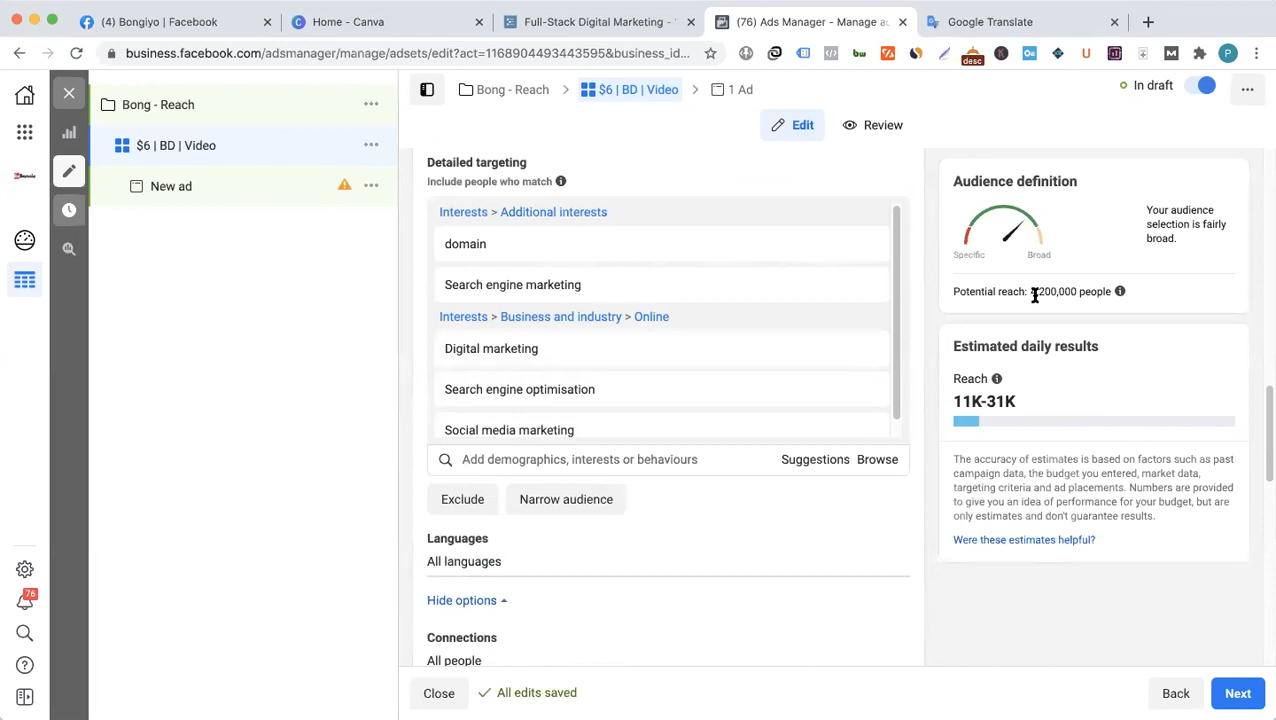 (4) Bongiyo | Facebook
Home - Canva
Full-Stack Digital Marketing -
(76) Ads Manager - Manage ac
Google Translate
business.facebook.com/adsmanager/manage/adsets/edit?act=1168904493443595&business_id...
Bong - Reach
$6 | BD | Video
New ad
76
Bong - Reach > $6 | BD | Video > 1 Ad
In draft
Edit
Review
Detailed targeting
Include people who match
Interests > Additional interests
domain
Search engine marketing
Interests > Business and industry > Online
Digital marketing
Search engine optimisation
Social media marketing
Add demographics, interests or behaviours
Suggestions Browse
Exclude
Narrow audience
Languages
All languages
Hide options
Connections
All people
Audience definition
Specific
Broad
Your audience
selection is fairly
broad.
Potential reach: people
Estimated daily results
Reach
11K-31K
The accuracy of estimates is based on factors such as past
campaign data, the budget you entered, market data,
targeting criteria and ad placements. Numbers are provided
to give you an idea of performance for your budget, but are
only estimates and don't guarantee results.
Were these estimates helpful?
Close
All edits saved
Back
Next